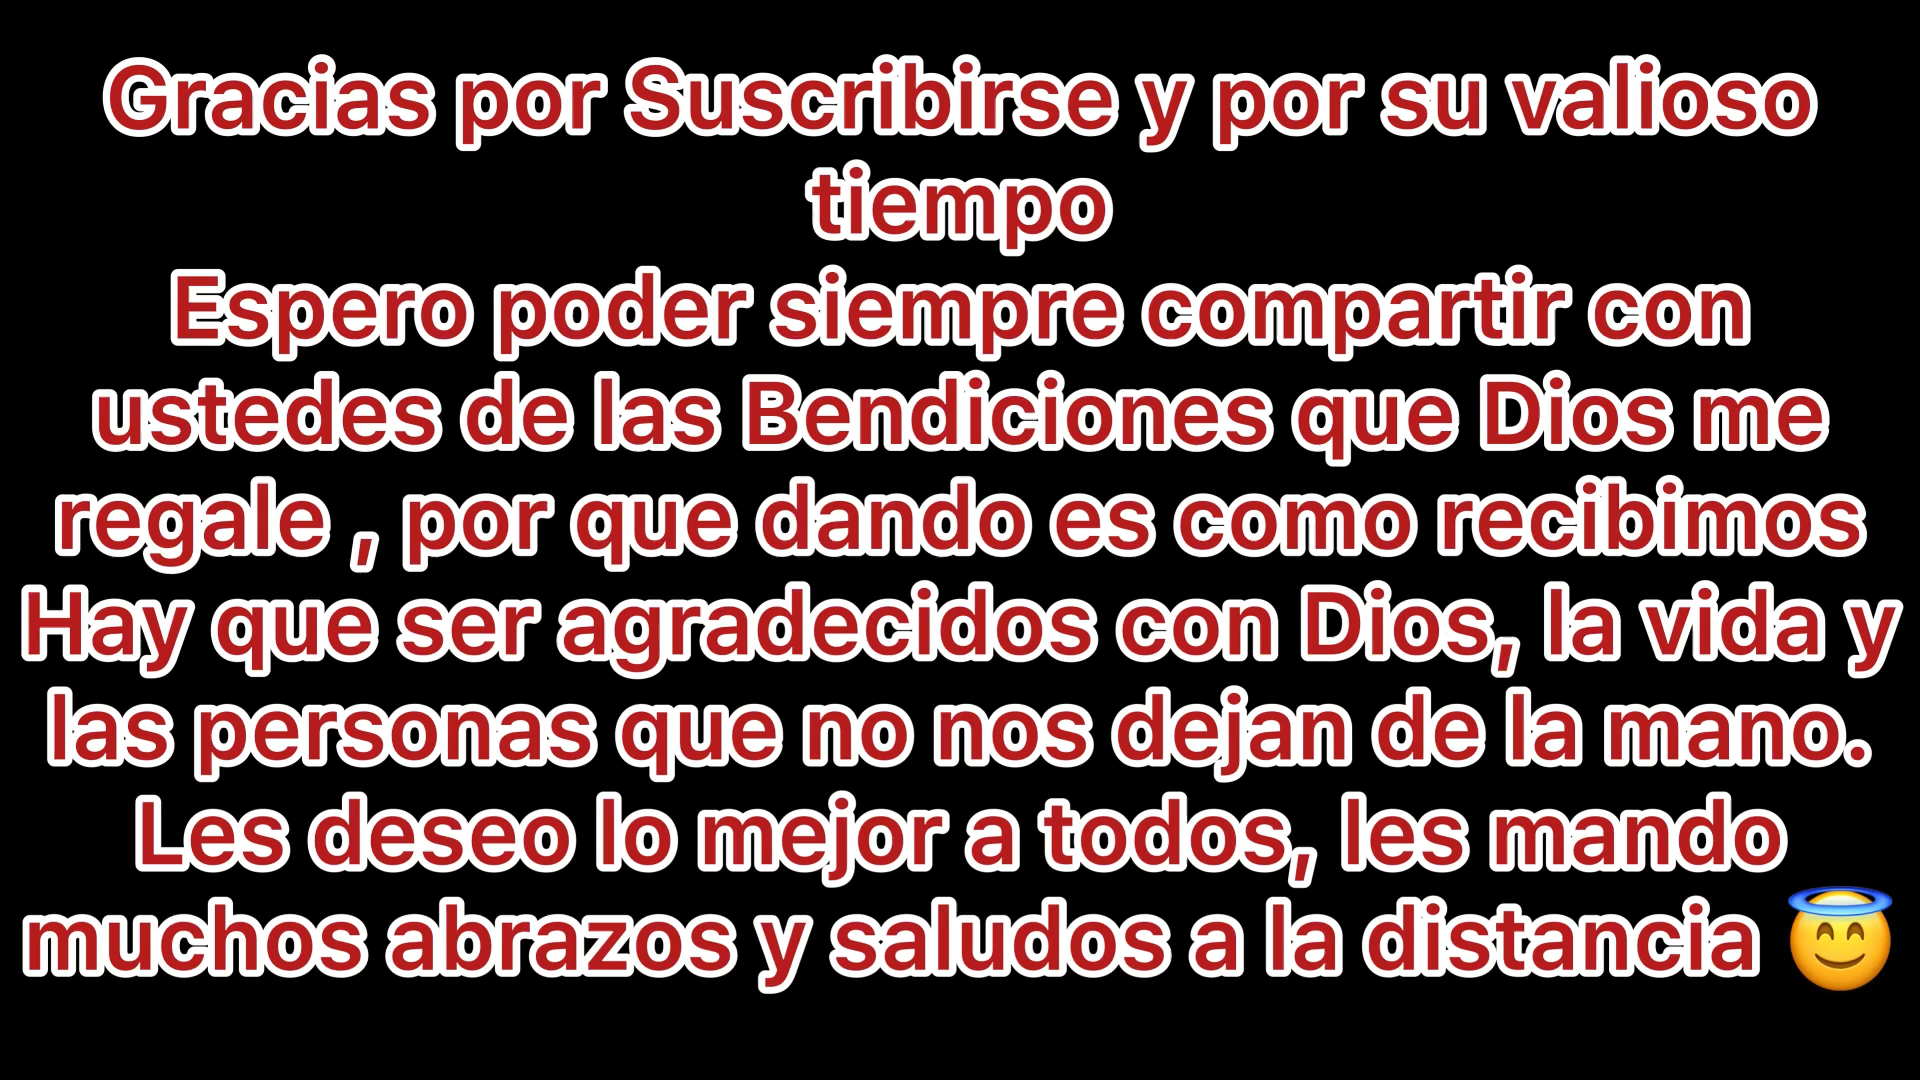 Gracias por Suscribirse y por su valioso
tiempo
Espero poder siempre compartir con
ustedes de las Bendiciones que Dios me
regale , por que dando es como recibimos
Hay que ser agradecidos con Dios, la vida y
las personas que no nos dejan de la mano.
Les deseo lo mejor a todos, les mando
muchos abrazos y saludos a la distancia 😇